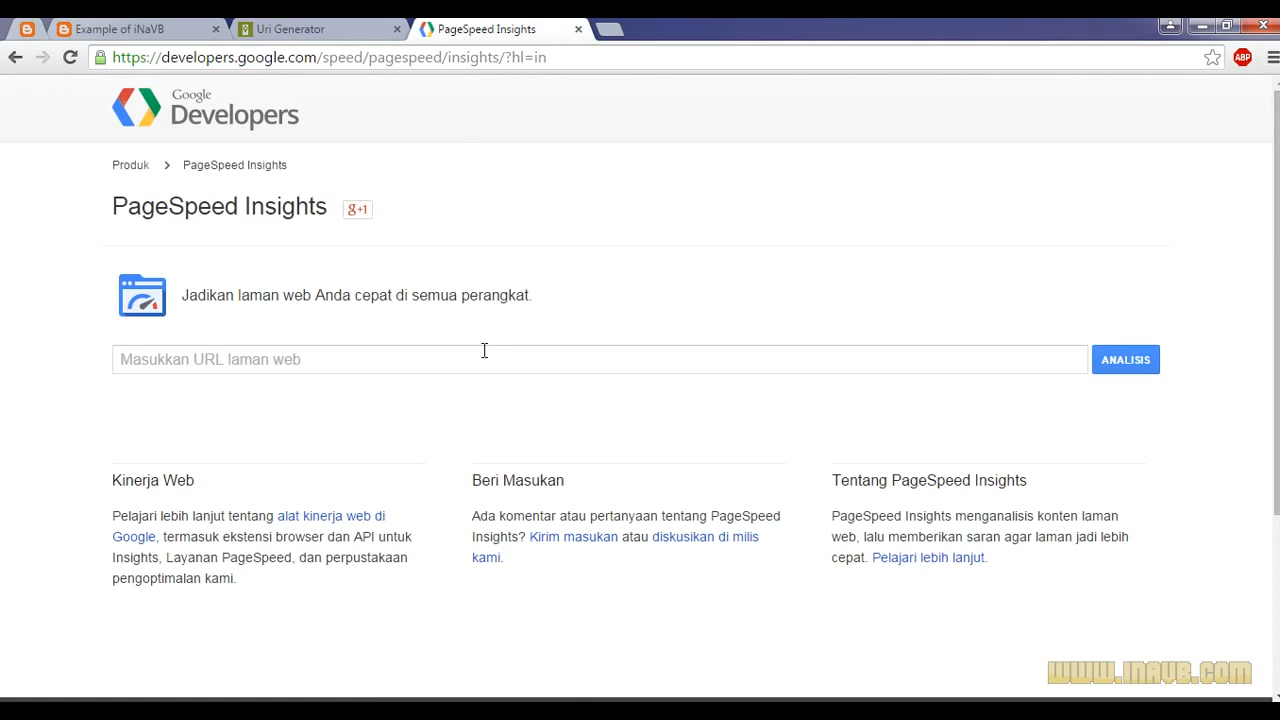 Example of iNaVB
Uri Generator
PageSpeed Insights
https://developers.google.com/speed/pagespeed/insights/?hl=in
ABP
Google
Developers
Produk > PageSpeed Insights
PageSpeed Insights
g+1
Jadikan laman web Anda cepat di semua perangkat.
Masukkan URL laman web
ANALISIS
Kinerja Web
Pelajari lebih lanjut tentang alat kinerja web di
Google, termasuk ekstensi browser dan API untuk
Insights, Layanan PageSpeed, dan perpustakaan
pengoptimalan kami.
Beri Masukan
Ada komentar atau pertanyaan tentang PageSpeed
Insights? Kirim masukan atau diskusikan di milis
kami.
Tentang PageSpeed Insights
PageSpeed Insights menganalisis konten laman
web, lalu memberikan saran agar laman jadi lebih
cepat. Pelajari lebih lanjut.
WWW.INAVB.COM